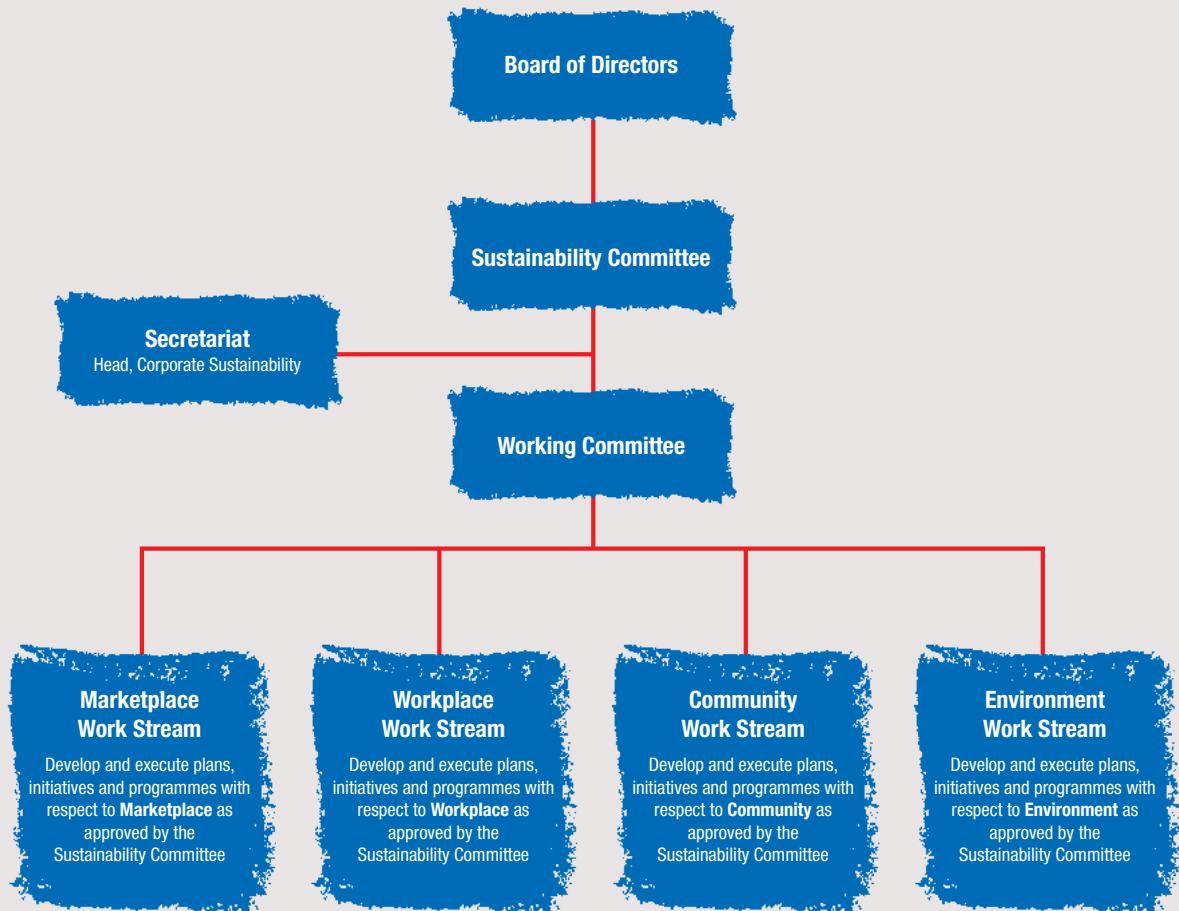 Board of Directors
Sustainability Committee
Secretariat
Head, Corporate Sustainability
Working Committee
Marketplace
Work Stream
Develop and execute plans,
initiatives and programmes with
respect to Marketplace as
approved by the
Sustainability Committee
Workplace
Work Stream
Develop and execute plans,
initiatives and programmes with
respect to Workplace as
approved by the
Sustainability Committee
Community
Work Stream
Develop and execute plans,
initiatives and programmes with
respect to Community as
approved by the
Sustainability Committee
Environment
Work Stream
Develop and execute plans,
initiatives and programmes with
respect to Environment as
approved by the
Sustainability Committee